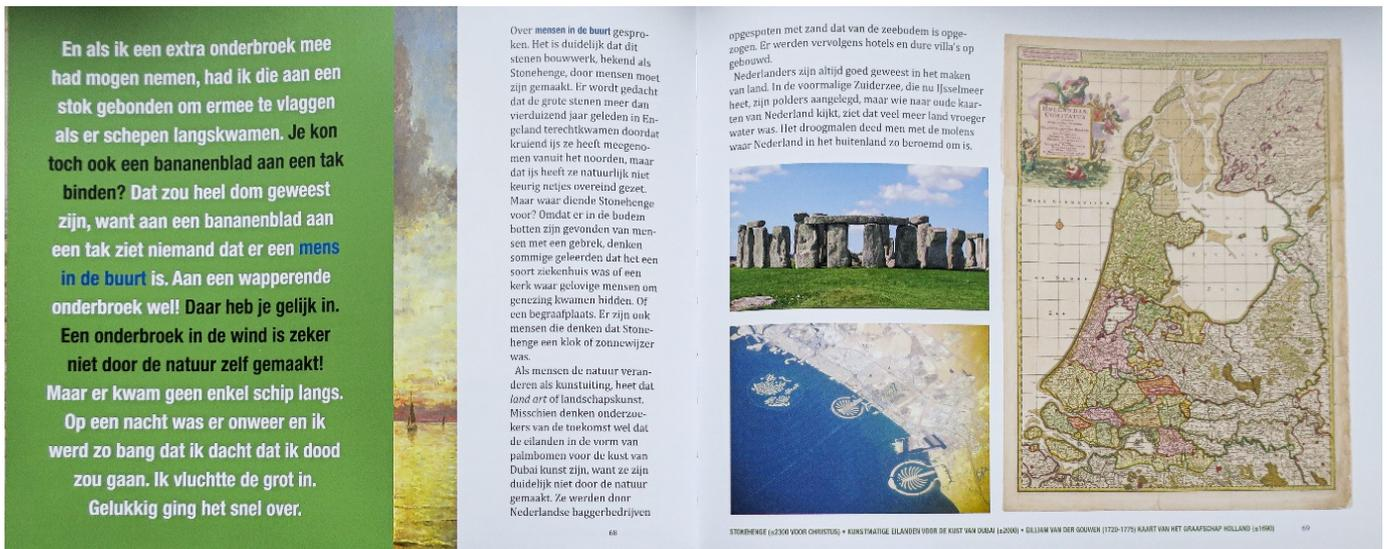 En als ik een extra onderbroek mee
had mogen nemen, had ik die aan een
stok gebonden om ermee te vlaggen
als er schepen langskwamen. Je kon
toch ook een bananenblad aan een tak
binden? Dat zou heel dom geweest
zijn, want aan een bananenblad aan
een tak ziet niemand dat er een mens
in de buurt is. Aan een wapperende
onderbroek wel! Daar heb je gelijk in.
Een onderbroek in de wind is zeker
niet door de natuur zelf gemaakt!
Maar er kwam geen enkel schip langs.
Op een nacht was er onweer en ik
werd zo bang dat ik dacht dat ik dood
zou gaan. Ik vluchtte de grot in.
Gelukkig ging het snel over.
Over mensen in de buurt gespro-
ken. Het is duidelijk dat dit
stenen bouwwerk, bekend als
Stonehenge, door mensen moet
zijn gemaakt. Er wordt gedacht
dat de grote stenen meer dan
vierduizend jaar geleden in En-
geland terechtkwamen doordat
kruiend ijs ze heeft meegeno-
men vanuit het noorden, maar
dat ijs heeft ze natuurlijk niet
keurig netjes overeind gezet.
Maar waar diende Stonehenge
voor? Omdat er in de bodem
botten zijn gevonden van men-
sen met een gebrek, denken
sommige geleerden dat het een
soort ziekenhuis was of een
kerk waar gelovige mensen om
genezing kwamen bidden. Of
een begraafplaats. Er zijn ook
mensen die denken dat Stone-
henge een klok of zonnewijzer
was.
Als mensen de natuur veran-
deren als kunstuiting, heet dat
land art of landschapskunst.
Misschien denken onderzoe-
kers van de toekomst wel dat
de eilanden in de vorm van
palmbomen voor de kust van
Dubai kunst zijn, want ze zijn
duidelijk niet door de natuur
gemaakt. Ze werden door
Nederlandse baggerbedrijven
68
opgespoten met zand dat van de zeebodem is opge-
zogen. Er werden vervolgens hotels en dure villa's op
gebouwd.
Nederlanders zijn altijd goed geweest in het maken
van land. In de voormalige Zuiderzee, die nu IJsselmeer
heet, zijn polders aangelegd, maar wie naar oude kaar-
ten van Nederland kijkt, ziet dat veel meer land vroeger
water was. Het droogmalen deed men met de molens
waar Nederland in het buitenland zo beroemd om is.
HOLLANDIÆ
COMITATUS
STONEHENGE (±2300 VOOR CHRISTUS) • KUNSTMATIGE EILANDEN VOOR DE KUST VAN DUBAI (±2000) • GILLIAM VAN DER GOUWEN (1720-1775) KAART VAN HET GRAAFSCHAP HOLLAND (±1690)
69